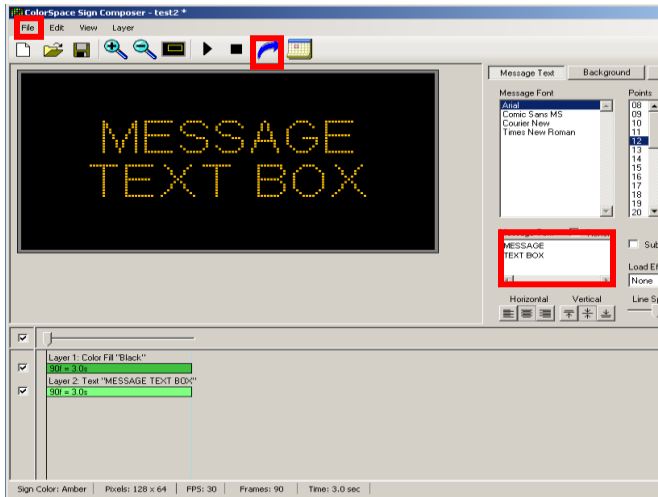 ColorSpace Sign Composer - test2 *
File Edit View Layer
Message Text Background
MESSAGE
TEXT BOX
Message Font
Points
Arial
Comic Sans MS
Courier New
Times New Roman
08
09
10
11
12
13
14
15
16
17
18
19
20
MESSAGE
TEXT BOX
Sub
Load Ef
None
Horizontal Vertical Line Sp
Layer 1: Color Fill "Black"
90f = 3.0s
Layer 2: Text "MESSAGE TEXT BOX"
90f = 3.0s
Sign Color: Amber Pixels: 128 x 64 FPS: 30 Frames: 90 Time: 3.0 sec